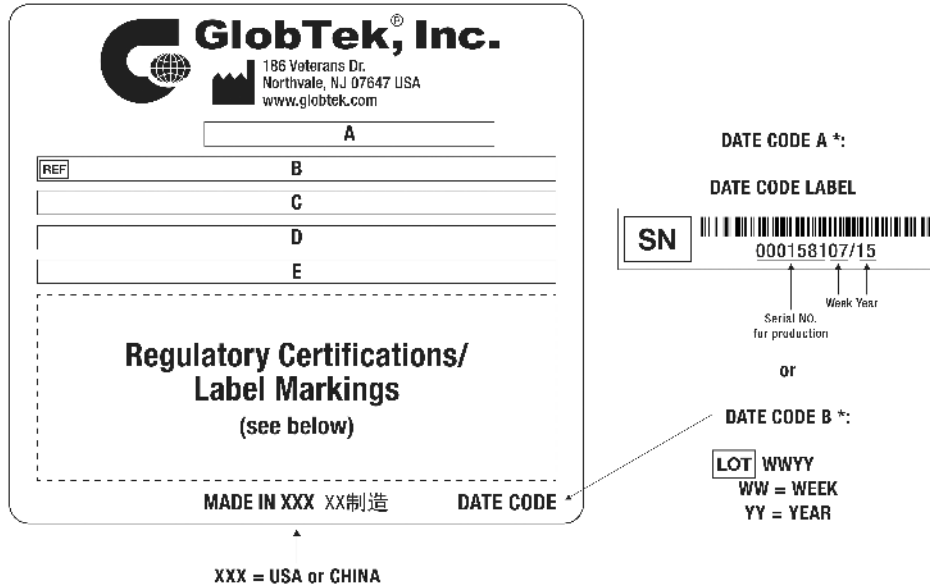 GlobTek,® Inc.
186 Veterans Dr.
Northvale, NJ 07647 USA
www.globtek.com
A
REF B
C
D
E
Regulatory Certifications/
Label Markings
(see below)
MADE IN XXX XX制造 DATE CODE
XXX = USA or CHINA
DATE CODE A *:
DATE CODE LABEL
SN
000158107/15
Week Year
Serial NO.
for production
or
DATE CODE B *:
LOT WWYY
WW = WEEK
YY = YEAR